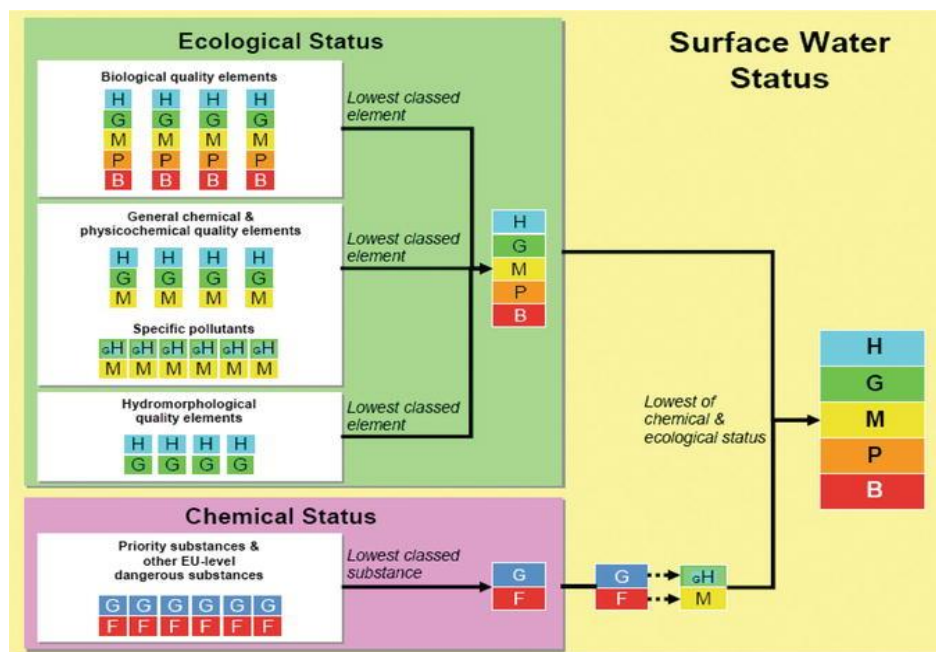 Ecological Status
Surface Water
Status
Biological quality elements
H H H H
G G G G
M M M M
P P P P
B B B B
Lowest classed
element
General chemical &
physicochemical quality elements
H H H H
G G G G
M M M M
Lowest classed
element
Specific pollutants
GH GH GH GH GH GH
M M M M M M
Hydromorphological
quality elements
H H H H
G G G G
Lowest classed
element
H
G
M
P
B
Lowest of
chemical &
ecological status
H
G
M
P
B
Chemical Status
Priority substances &
other EU-level
dangerous substances
G G G G G G
F F F F F F
Lowest classed
substance
G
F
G
F
GH
M